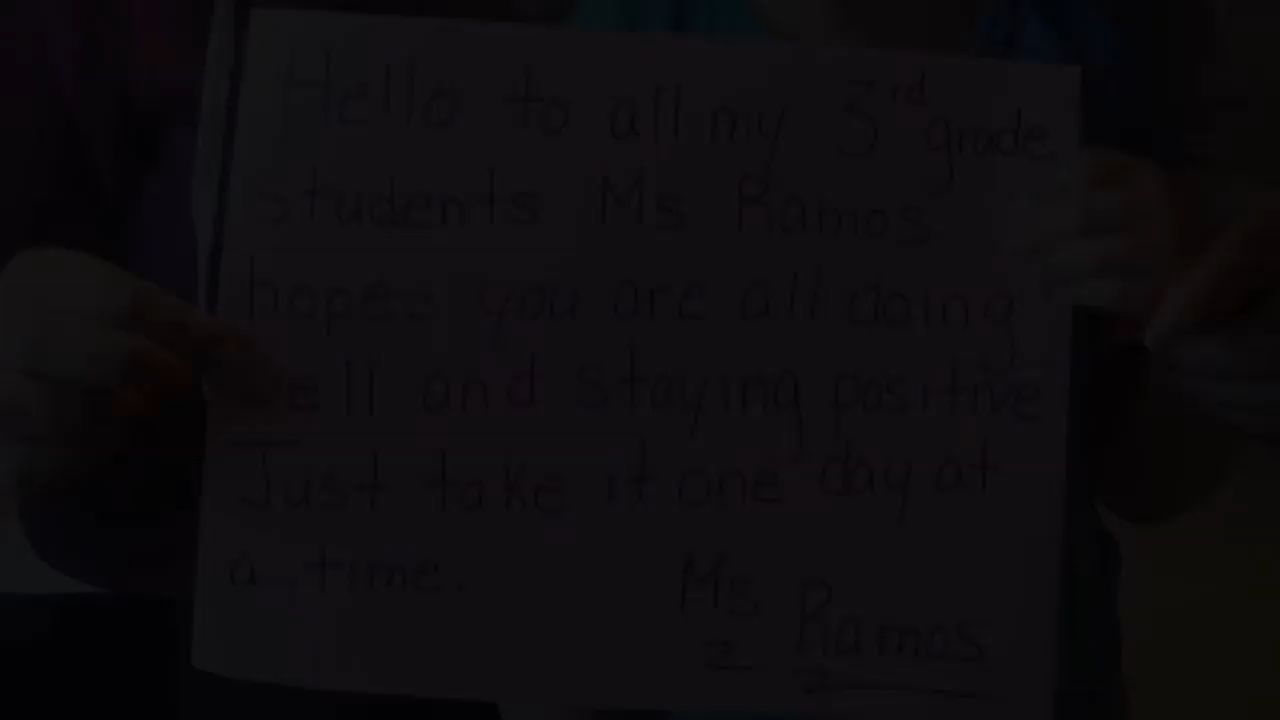 Hello to all my 3rd grade
students Ms Ramos
hopes you are all doing
well and staying positive
Just take it one day at
a time.
Ms Ramos